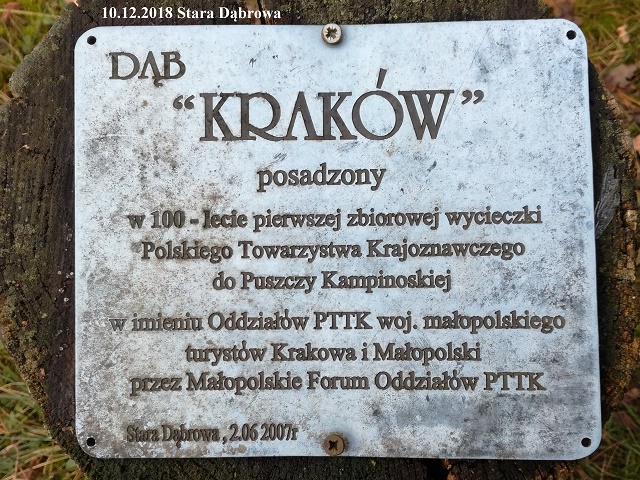 10.12.2018 Stara Dąbrowa
DĄB
“KRAKÓW”
posadzony
w 100 - lecie pierwszej zbiorowej wycieczki
Polskiego Towarzystwa Krajoznawczego
do Puszczy Kampinoskiej
w imieniu Oddziałów PTTK woj. małopolskiego
turystów Krakowa i Małopolski
przez Małopolskie Forum Oddziałów PTTK
Stara Dąbrowa , 2.06 2007r